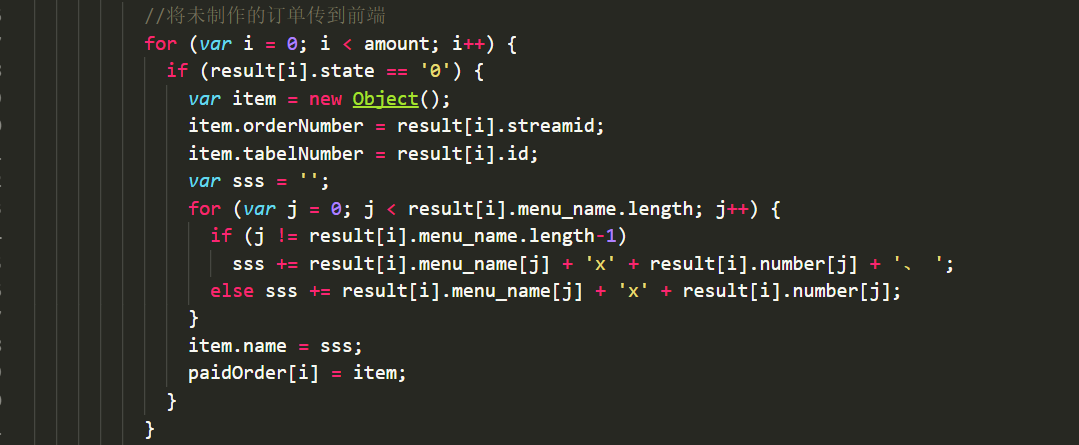 //将未制作的订单传到前端
for (var i = 0; i < amount; i++) {
if (result[i].state == '0') {
var item = new Object();
item.orderNumber = result[i].streamid;
item.tabelNumber = result[i].id;
var sss = '';
for (var j = 0; j < result[i].menu_name.length; j++) {
if (j != result[i].menu_name.length-1)
sss += result[i].menu_name[j] + 'x' + result[i].number[j] + '、 ';
else sss += result[i].menu_name[j] + 'x' + result[i].number[j];
}
item.name = sss;
paidOrder[i] = item;
}
}